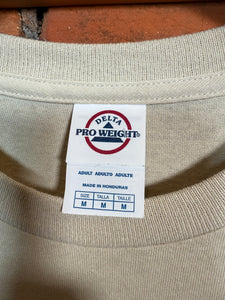 DELTA
PRO WEIGHT®
ADULT ADULTO ADULTE
MADE IN HONDURAS
SIZE TALLA TAILLE
M M M